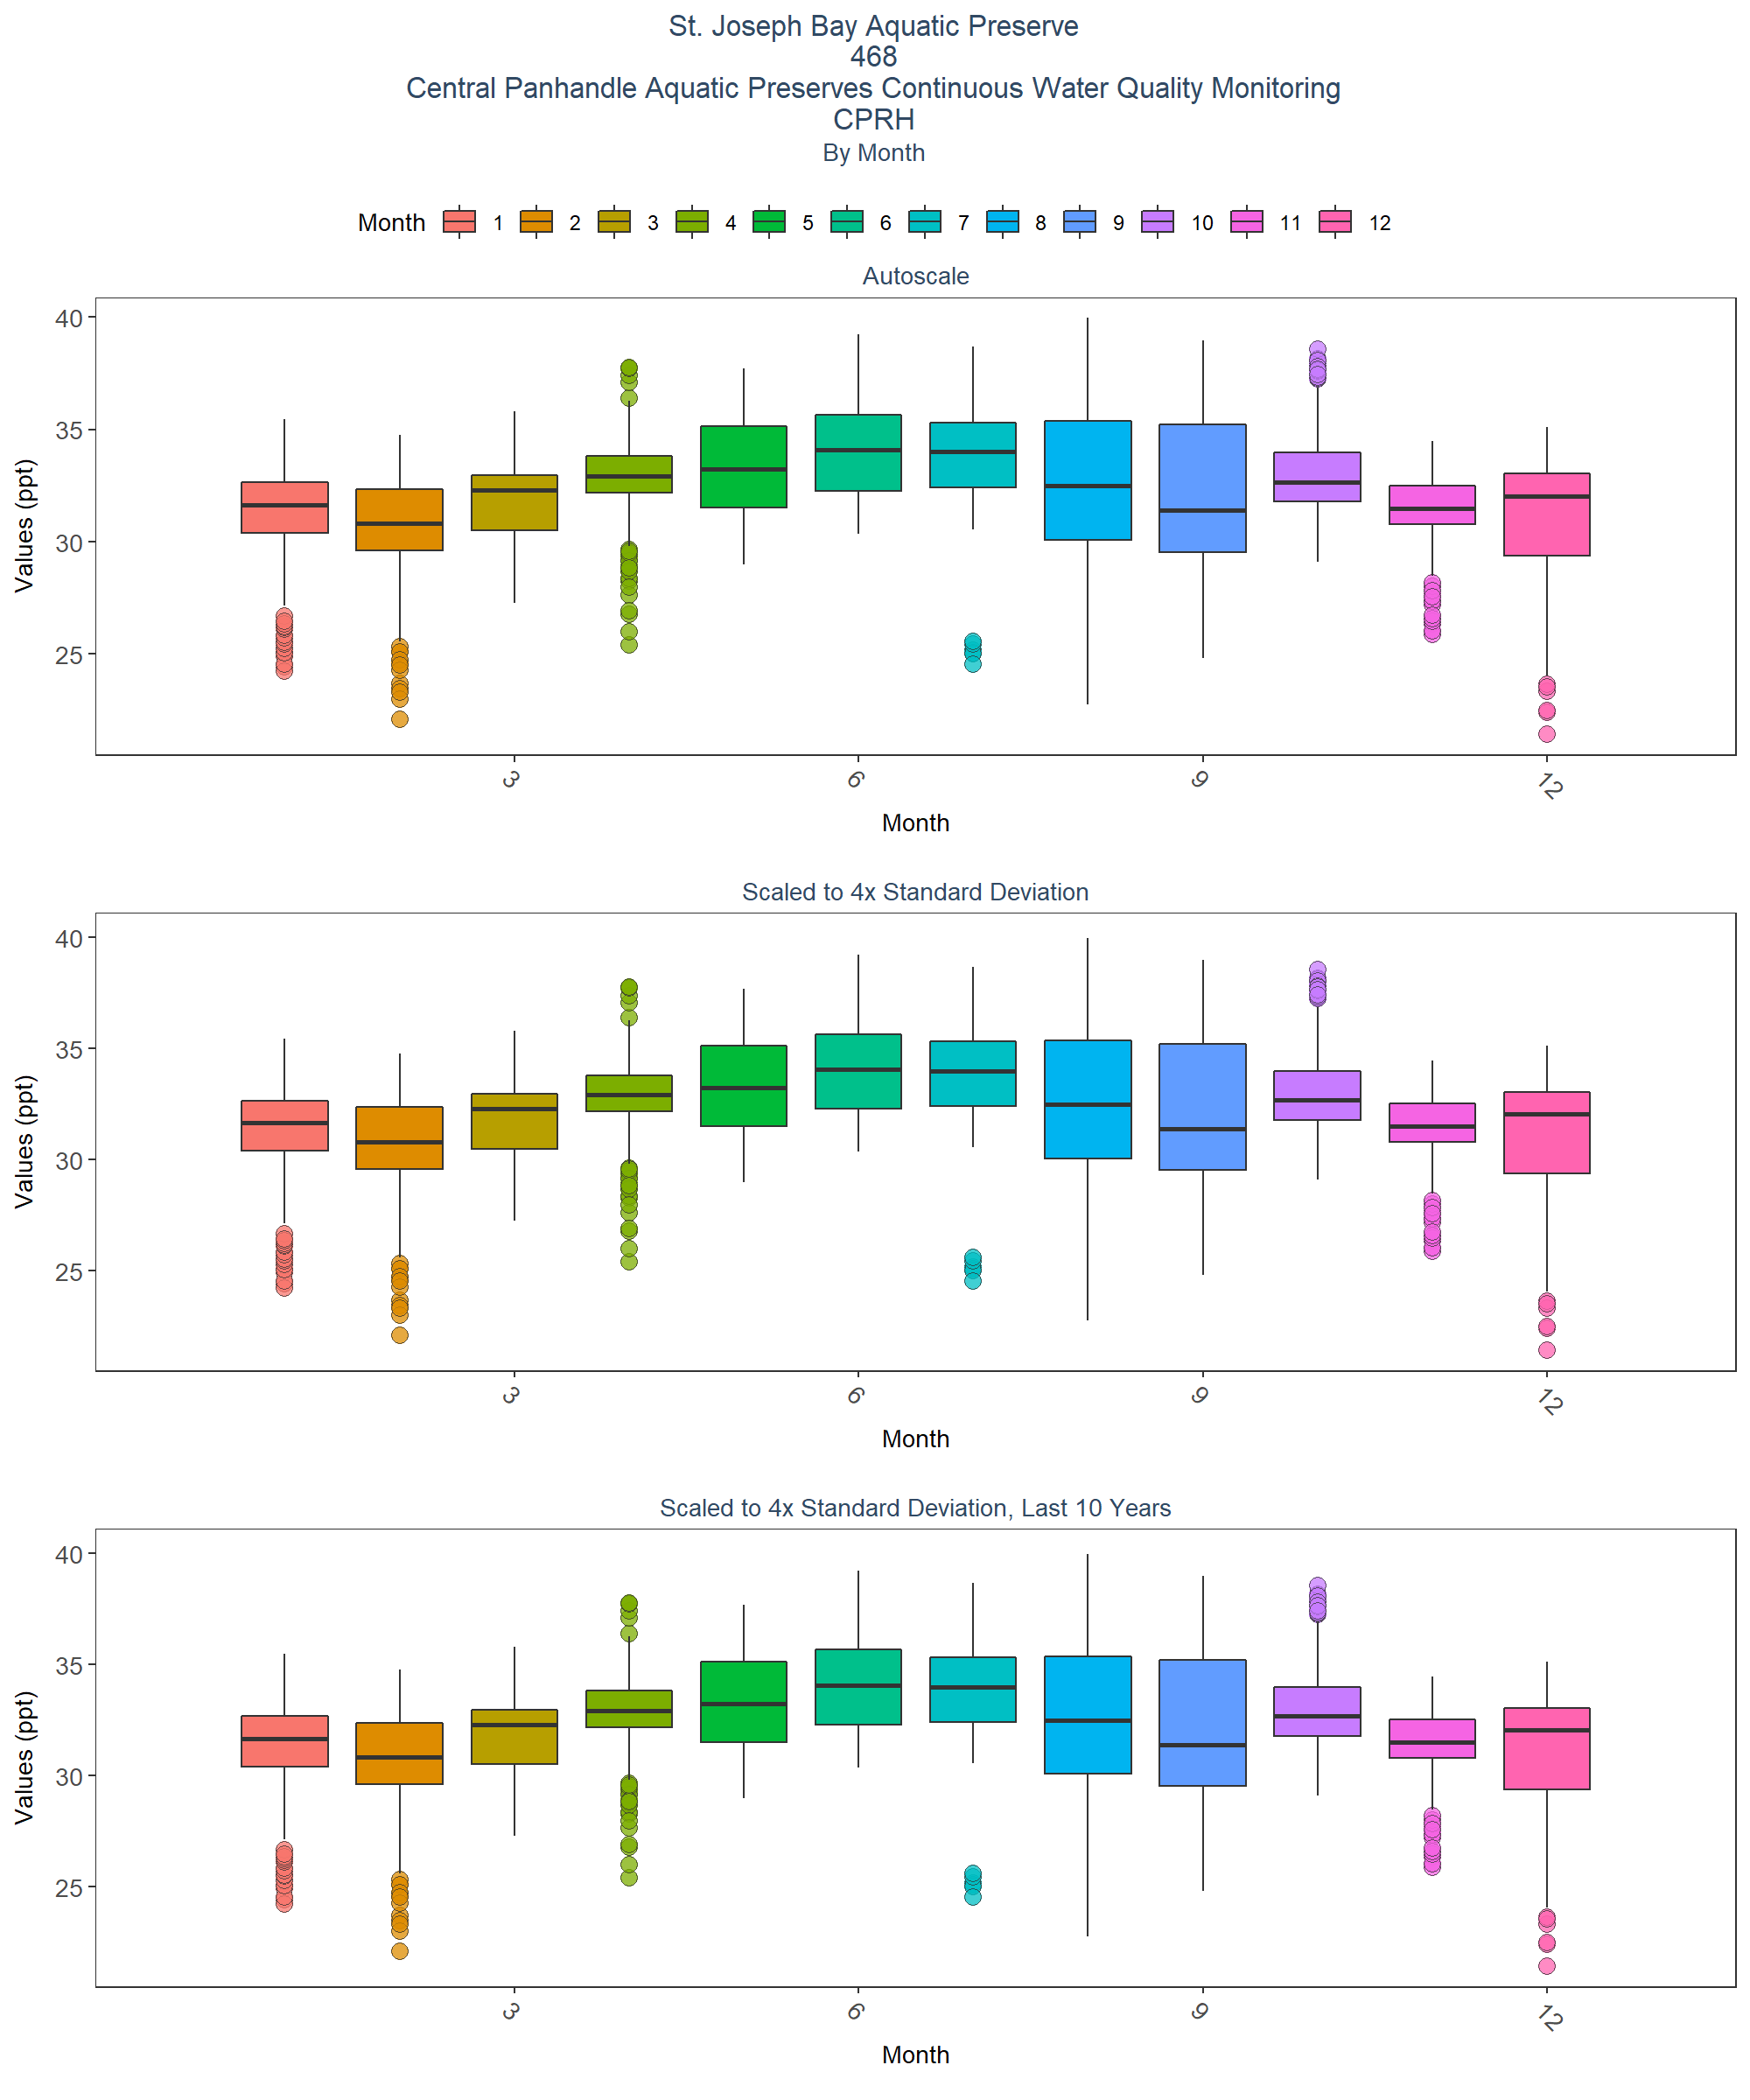 St. Joseph Bay Aquatic Preserve
468
Central Panhandle Aquatic Preserves Continuous Water Quality Monitoring
CPRH
By Month
Month 1 2 3 4 5 6 7 8 9 10 11 12
Autoscale
Values (ppt)
40
35
30
25
3 6 9 12
Month
Scaled to 4x Standard Deviation
Values (ppt)
40
35
30
25
3 6 9 12
Month
Scaled to 4x Standard Deviation, Last 10 Years
Values (ppt)
40
35
30
25
3 6 9 12
Month